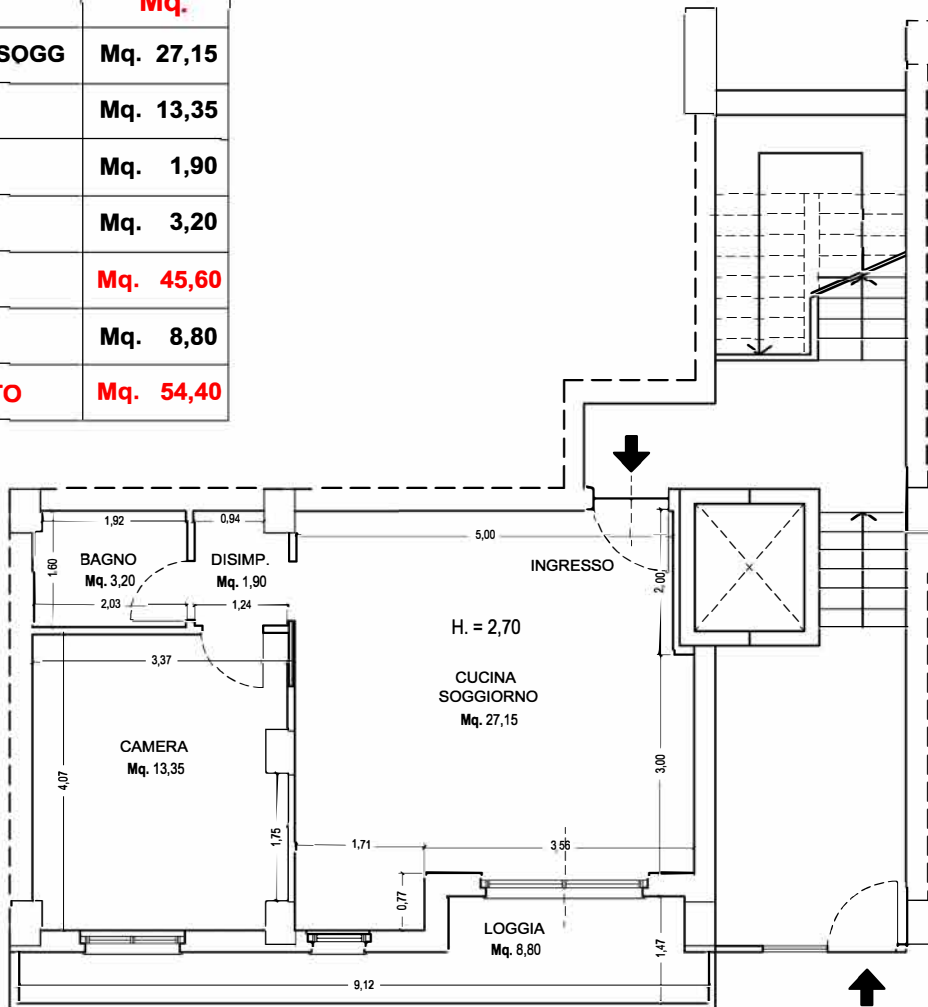 Mq.
SOGG Mq. 27,15
Mq. 13,35
Mq. 1,90
Mq. 3,20
Mq. 45,60
Mq. 8,80
TO Mq. 54,40
1,92
0,94
5,00
1,60
BAGNO
Mq. 3,20
DISIMP.
Mq. 1,90
INGRESSO
2,00
2,03
1,24
H. = 2,70
3,37
CUCINA
SOGGIORNO
Mq. 27,15
CAMERA
Mq. 13,35
4,07
3,00
1,75
1,71
3,56
0,77
LOGGIA
Mq. 8,80
1,47
9,12